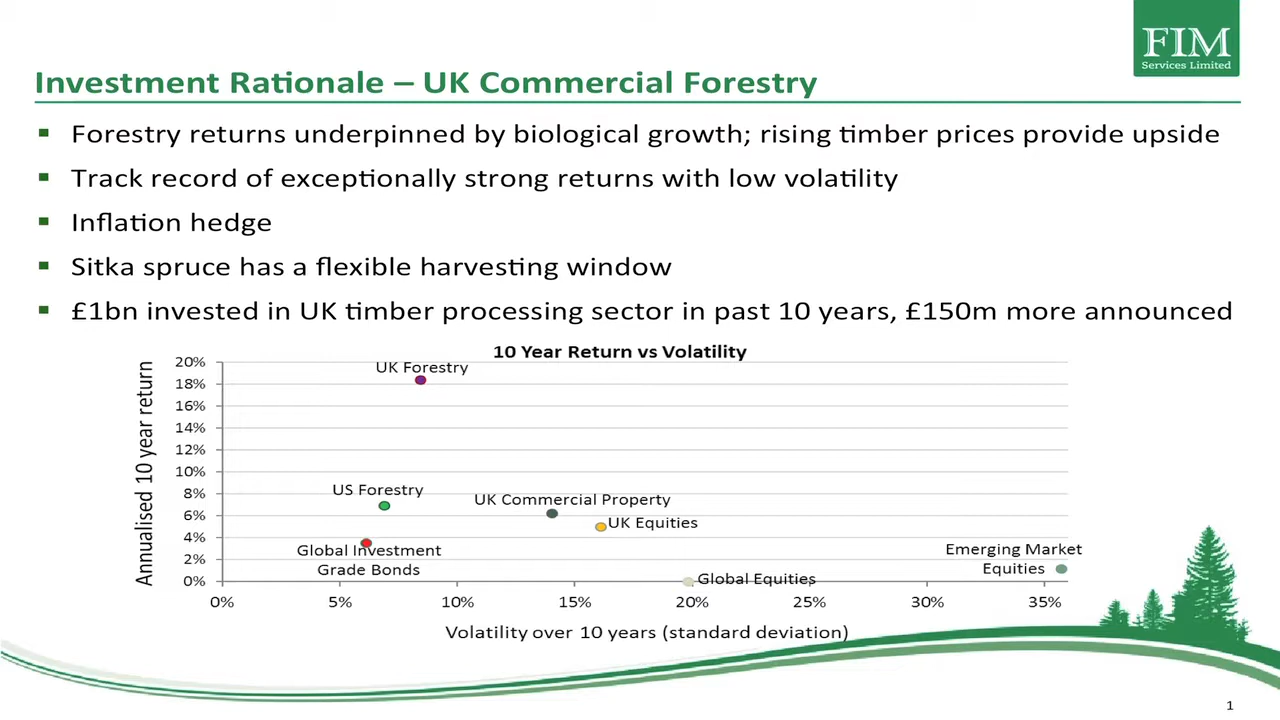 FIM
Services Limited
Investment Rationale – UK Commercial Forestry
▪ Forestry returns underpinned by biological growth; rising timber prices provide upside
▪ Track record of exceptionally strong returns with low volatility
▪ Inflation hedge
▪ Sitka spruce has a flexible harvesting window
▪ £1bn invested in UK timber processing sector in past 10 years, £150m more announced
10 Year Return vs Volatility
Annualised 10 year return
20%
18%
16%
14%
12%
10%
8%
6%
4%
2%
0%
UK Forestry
US Forestry
UK Commercial Property
UK Equities
Global Investment
Grade Bonds
Emerging Market
Equities
Global Equities
0% 5% 10% 15% 20% 25% 30% 35%
Volatility over 10 years (standard deviation)
1